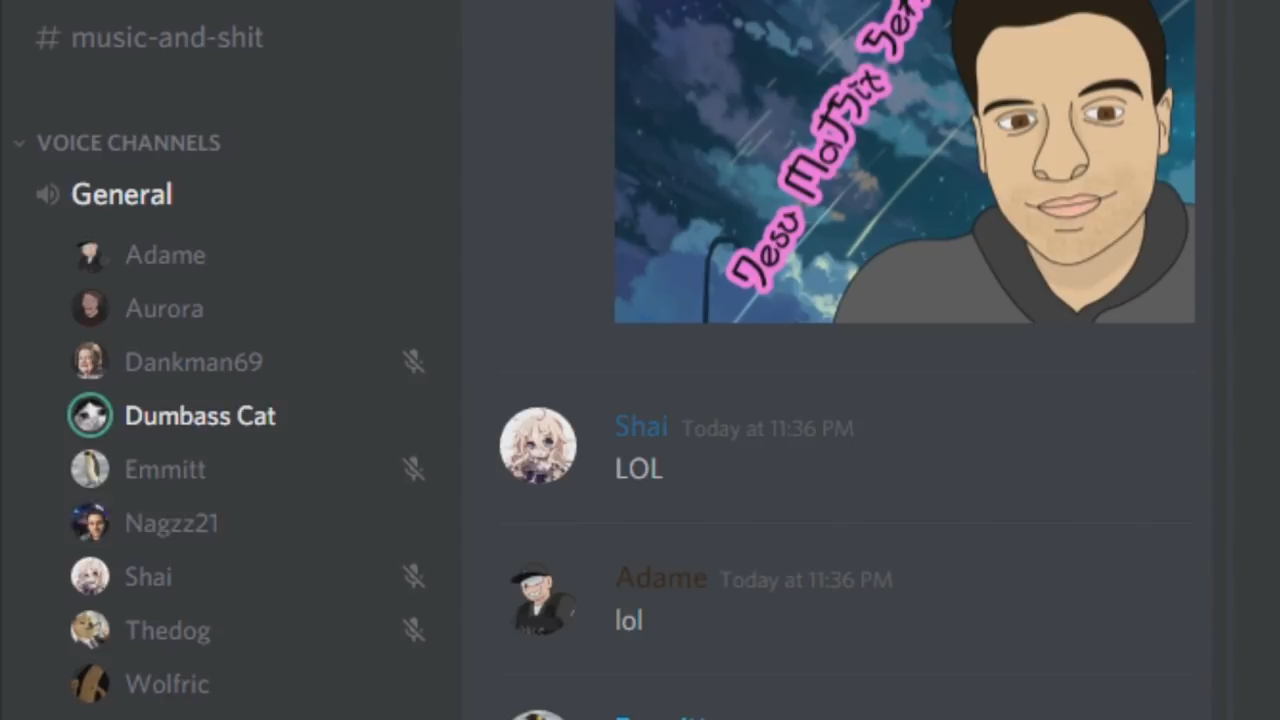 # music-and-shit
VOICE CHANNELS
General
Adame
Aurora
Dankman69
Dumbass Cat
Emmitt
Nagzz21
Shai
Thedog
Wolfric
Shai Today at 11:36 PM
LOL
Adame Today at 11:36 PM
lol